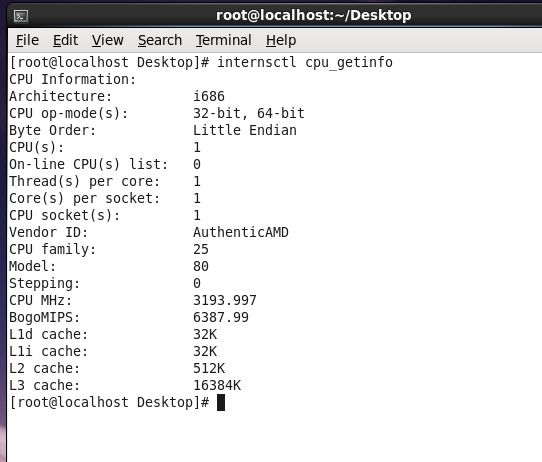 root@localhost:~/Desktop
File Edit View Search Terminal Help
[root@localhost Desktop]# internsctl cpu_getinfo
CPU Information:
Architecture:          i686
CPU op-mode(s):        32-bit, 64-bit
Byte Order:            Little Endian
CPU(s):                1
On-line CPU(s) list:   0
Thread(s) per core:    1
Core(s) per socket:    1
CPU socket(s):         1
Vendor ID:             AuthenticAMD
CPU family:            25
Model:                 80
Stepping:              0
CPU MHz:               3193.997
BogoMIPS:              6387.99
L1d cache:             32K
L1i cache:             32K
L2 cache:              512K
L3 cache:              16384K
[root@localhost Desktop]#